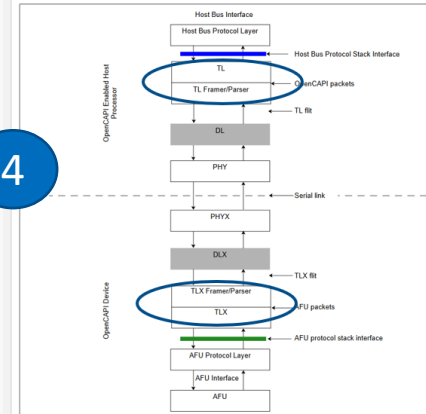 Host Bus Interface
Host Bus Protocol Layer
Host Bus Protocol Stack Interface
TL
OpenCAPI packets
TL Framer/Parser
OpenCAPI Enabled Host
Processor
TL flit
DL
PHY
4
Serial link
PHYX
DLX
TLX flit
TLX Framer/Parser
AFU packets
TLX
OpenCAPI Device
AFU protocol stack interface
AFU Protocol Layer
AFU Interface
AFU